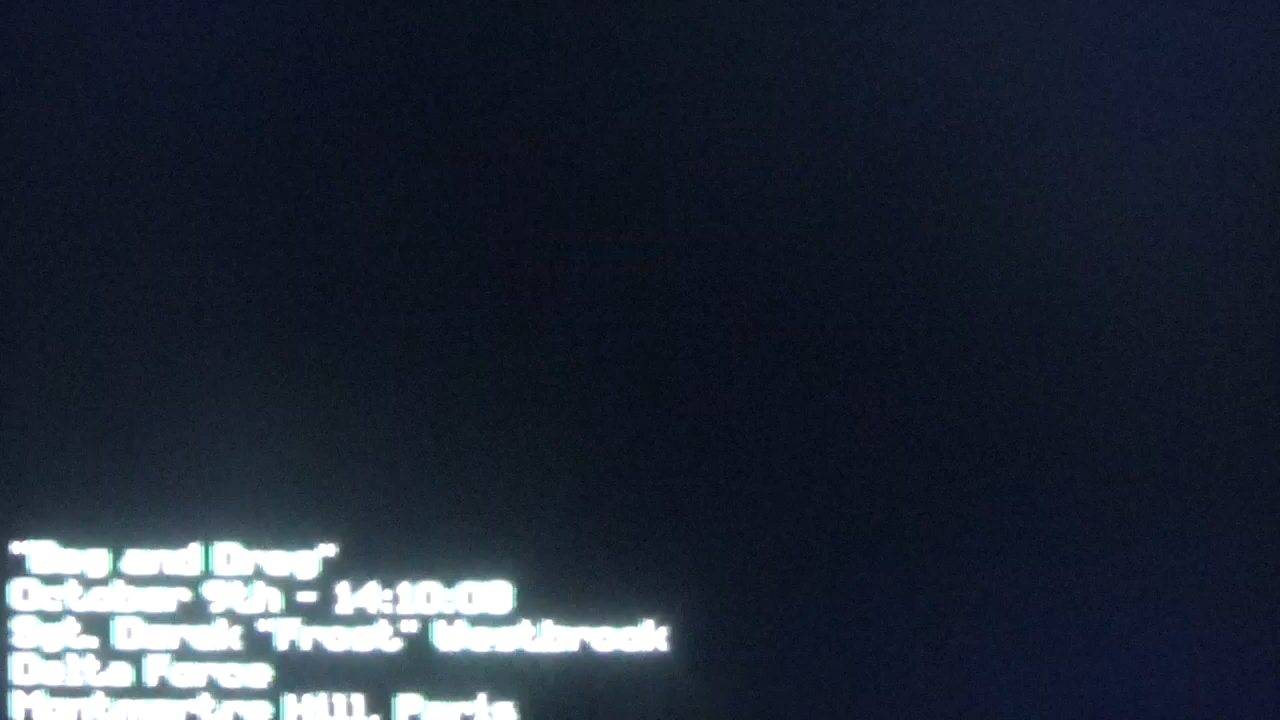 "Bag and Drag"
October 9th - 14:10:08
Sgt. Derek "Frost" Westbrook
Delta Force
Montmartre Hill, Paris